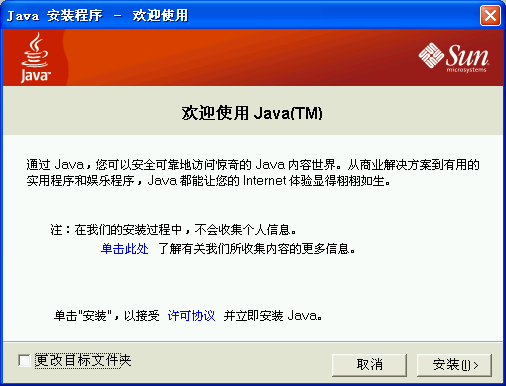 Java 安装程序 - 欢迎使用
Java™
Sun
microsystems
欢迎使用 Java(TM)
通过 Java，您可以安全可靠地访问惊奇的 Java 内容世界。从商业解决方案到有用的
实用程序和娱乐程序，Java 都能让您的 Internet 体验显得栩栩如生。
注：在我们的安装过程中，不会收集个人信息。
单击此处 了解有关我们所收集内容的更多信息。
单击"安装"，以接受 许可协议 并立即安装 Java。
更改目标文件夹
取消
安装(I)>